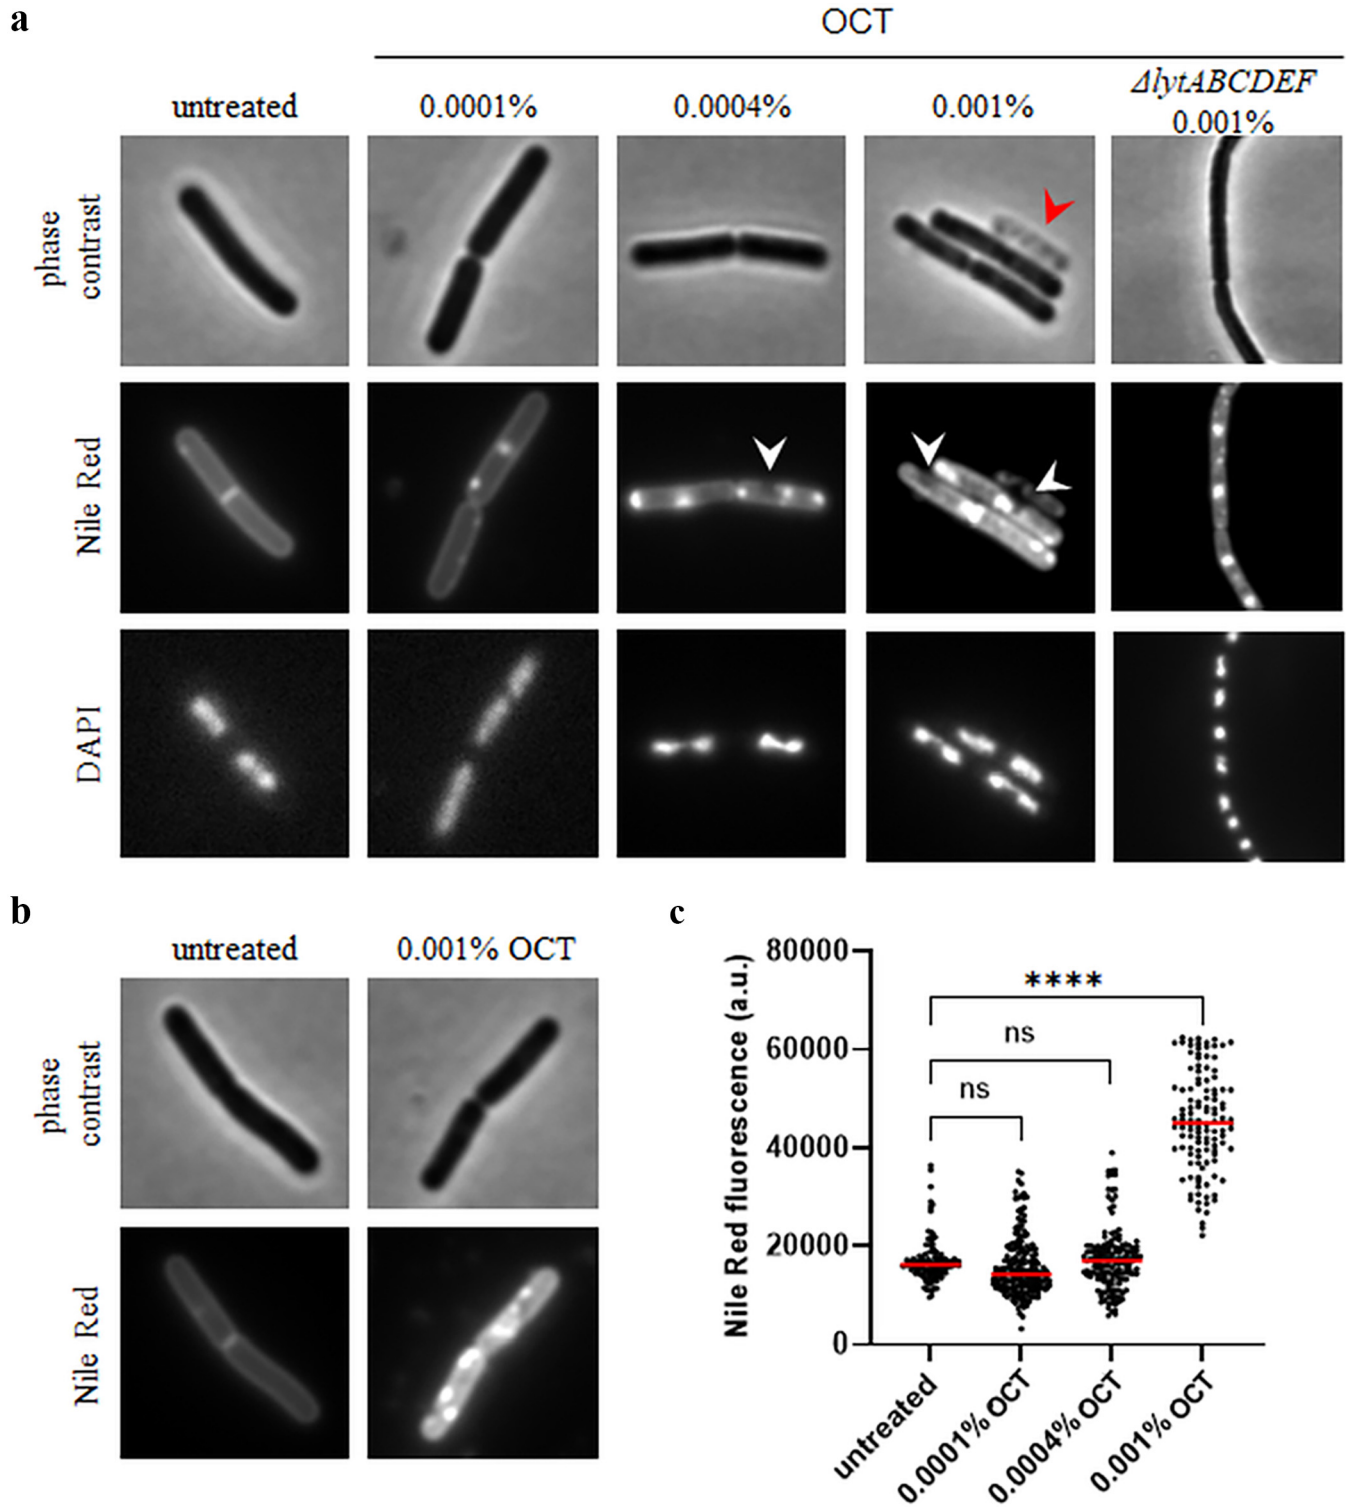 a
OCT
untreated
0.0001%
0.0004%
0.001%
ΔlytABCDEF
0.001%
phase
contrast
Nile Red
DAPI
b
untreated
0.001% OCT
phase
contrast
Nile Red
c
Nile Red fluorescence (a.u.)
80000
60000
40000
20000
0
****
ns
ns
untreated
0.0001% OCT
0.0004% OCT
0.001% OCT